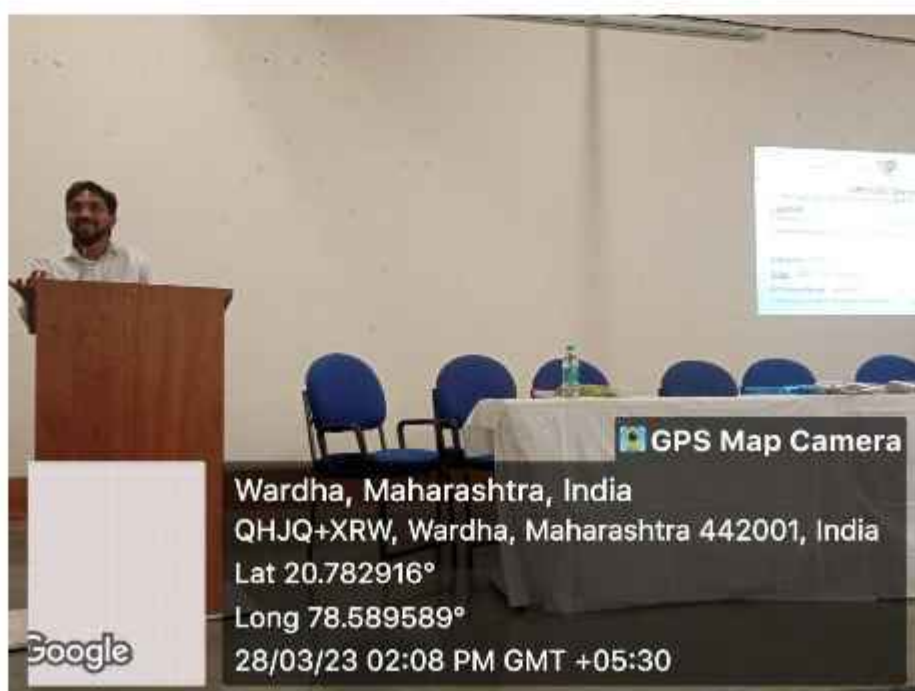 GPS Map Camera
Wardha, Maharashtra, India
QHJQ+XRW, Wardha, Maharashtra 442001, India
Lat 20.782916°
Long 78.589589°
28/03/23 02:08 PM GMT +05:30
Google